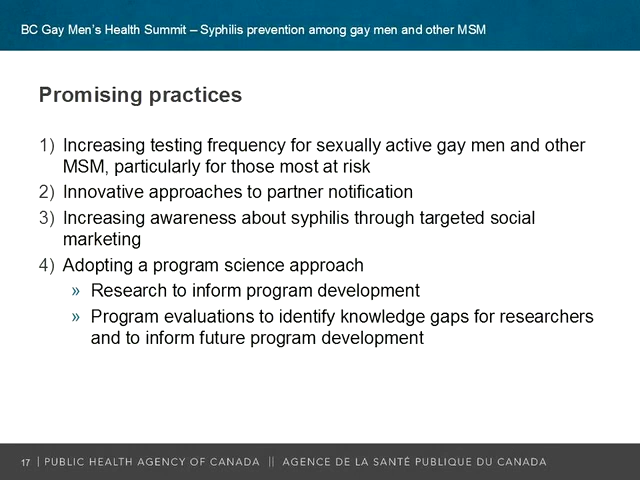 BC Gay Men's Health Summit – Syphilis prevention among gay men and other MSM
Promising practices
1) Increasing testing frequency for sexually active gay men and other
MSM, particularly for those most at risk
2) Innovative approaches to partner notification
3) Increasing awareness about syphilis through targeted social
marketing
4) Adopting a program science approach
» Research to inform program development
» Program evaluations to identify knowledge gaps for researchers
and to inform future program development
17 | PUBLIC HEALTH AGENCY OF CANADA || AGENCE DE LA SANTÉ PUBLIQUE DU CANADA